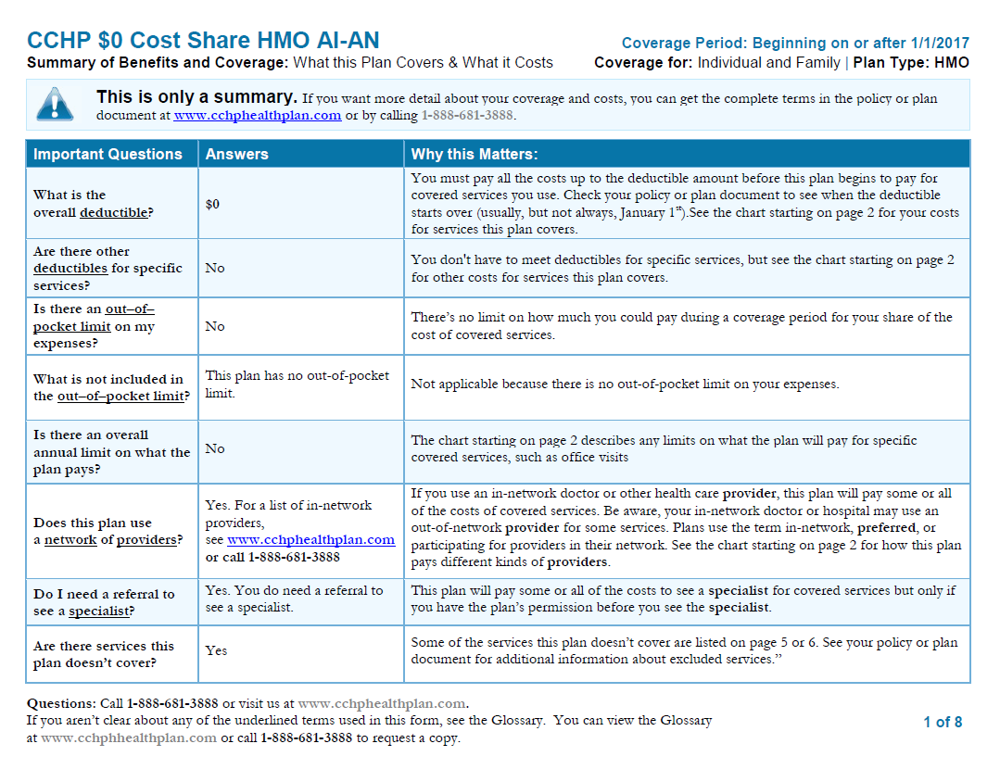 CCHP $0 Cost Share HMO AI-AN
Coverage Period: Beginning on or after 1/1/2017
Summary of Benefits and Coverage: What this Plan Covers & What it Costs
Coverage for: Individual and Family | Plan Type: HMO
This is only a summary. If you want more detail about your coverage and costs, you can get the complete terms in the policy or plan
document at www.cchphealthplan.com or by calling 1-888-681-3888.
Important Questions
Answers
Why this Matters:
What is the
overall deductible?
$0
You must pay all the costs up to the deductible amount before this plan begins to pay for
covered services you use. Check your policy or plan document to see when the deductible
starts over (usually, but not always, January 1st).See the chart starting on page 2 for your costs
for services this plan covers.
Are there other
deductibles for specific
services?
No
You don't have to meet deductibles for specific services, but see the chart starting on page 2
for other costs for services this plan covers.
Is there an out–of–
pocket limit on my
expenses?
No
There’s no limit on how much you could pay during a coverage period for your share of the
cost of covered services.
What is not included in
the out–of–pocket limit?
This plan has no out-of-pocket
limit.
Not applicable because there is no out-of-pocket limit on your expenses.
Is there an overall
annual limit on what the
plan pays?
No
The chart starting on page 2 describes any limits on what the plan will pay for specific
covered services, such as office visits
Does this plan use
a network of providers?
Yes. For a list of in-network
providers,
see www.cchphealthplan.com
or call 1-888-681-3888
If you use an in-network doctor or other health care provider, this plan will pay some or all
of the costs of covered services. Be aware, your in-network doctor or hospital may use an
out-of-network provider for some services. Plans use the term in-network, preferred, or
participating for providers in their network. See the chart starting on page 2 for how this plan
pays different kinds of providers.
Do I need a referral to
see a specialist?
Yes. You do need a referral to
see a specialist.
This plan will pay some or all of the costs to see a specialist for covered services but only if
you have the plan’s permission before you see the specialist.
Are there services this
plan doesn’t cover?
Yes
Some of the services this plan doesn’t cover are listed on page 5 or 6. See your policy or plan
document for additional information about excluded services.”
Questions: Call 1-888-681-3888 or visit us at www.cchphealthplan.com.
If you aren’t clear about any of the underlined terms used in this form, see the Glossary. You can view the Glossary
at www.cchphhealthplan.com or call 1-888-681-3888 to request a copy.
1 of 8